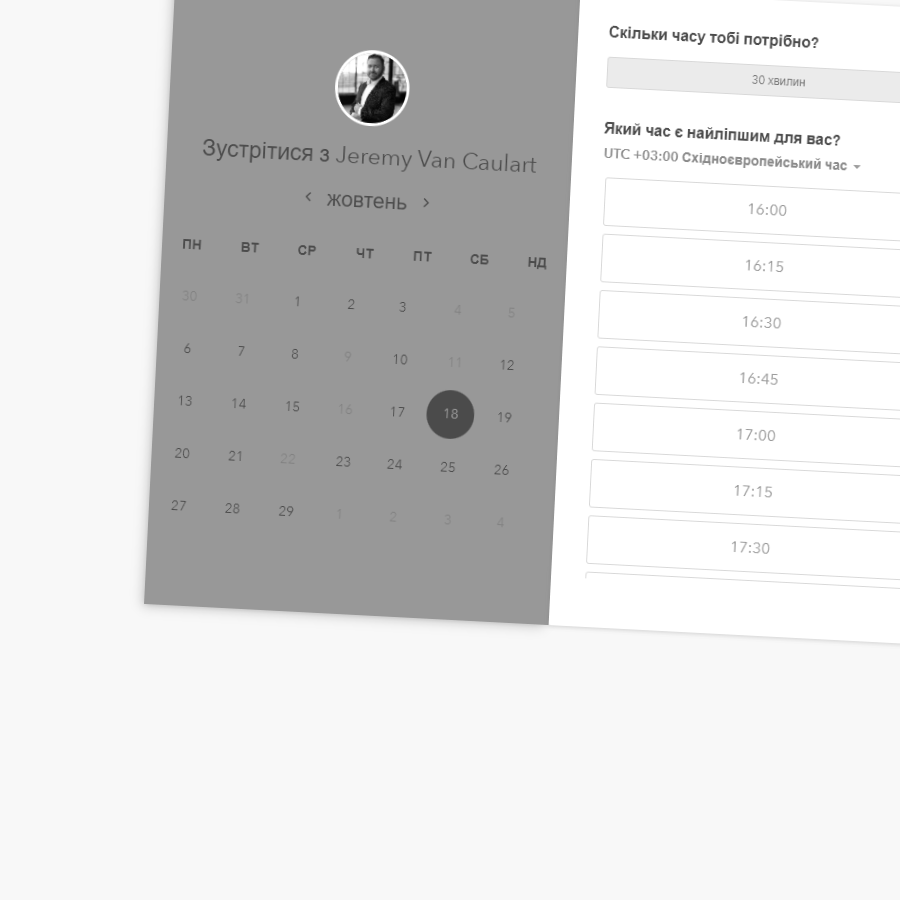 Зустрітися з Jeremy Van Caulart
жовтень
ПН ВТ СР ЧТ ПТ СБ НД
30 31 1 2 3 4 5
6 7 8 9 10 11 12
13 14 15 16 17 18 19
20 21 22 23 24 25 26
27 28 29 1 2 3 4
Скільки часу тобі потрібно?
30 хвилин
Який час є найліпшим для вас?
UTC +03:00 Східноєвропейський час
16:00
16:15
16:30
16:45
17:00
17:15
17:30